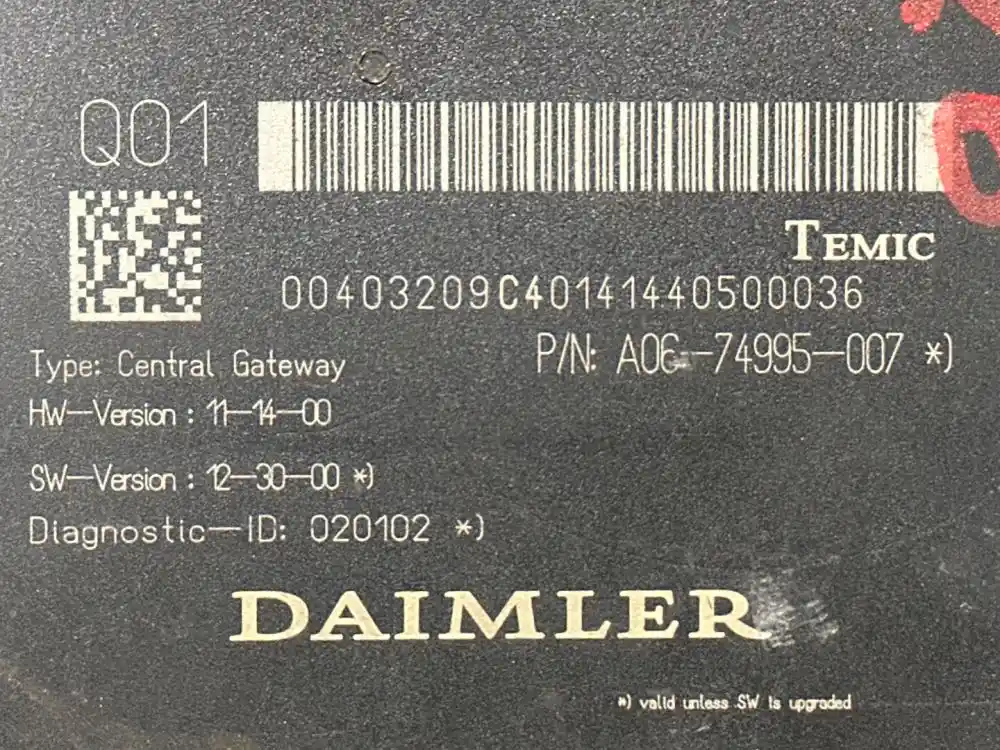 Q01
TEMIC
00403209C40141440500036
P/N: A06-74995-007 *)
Type: Central Gateway
HW-Version : 11-14-00
SW-Version : 12-30-00 *)
Diagnostic-ID: 020102 *)
DAIMLER
*) valid unless SW is upgraded